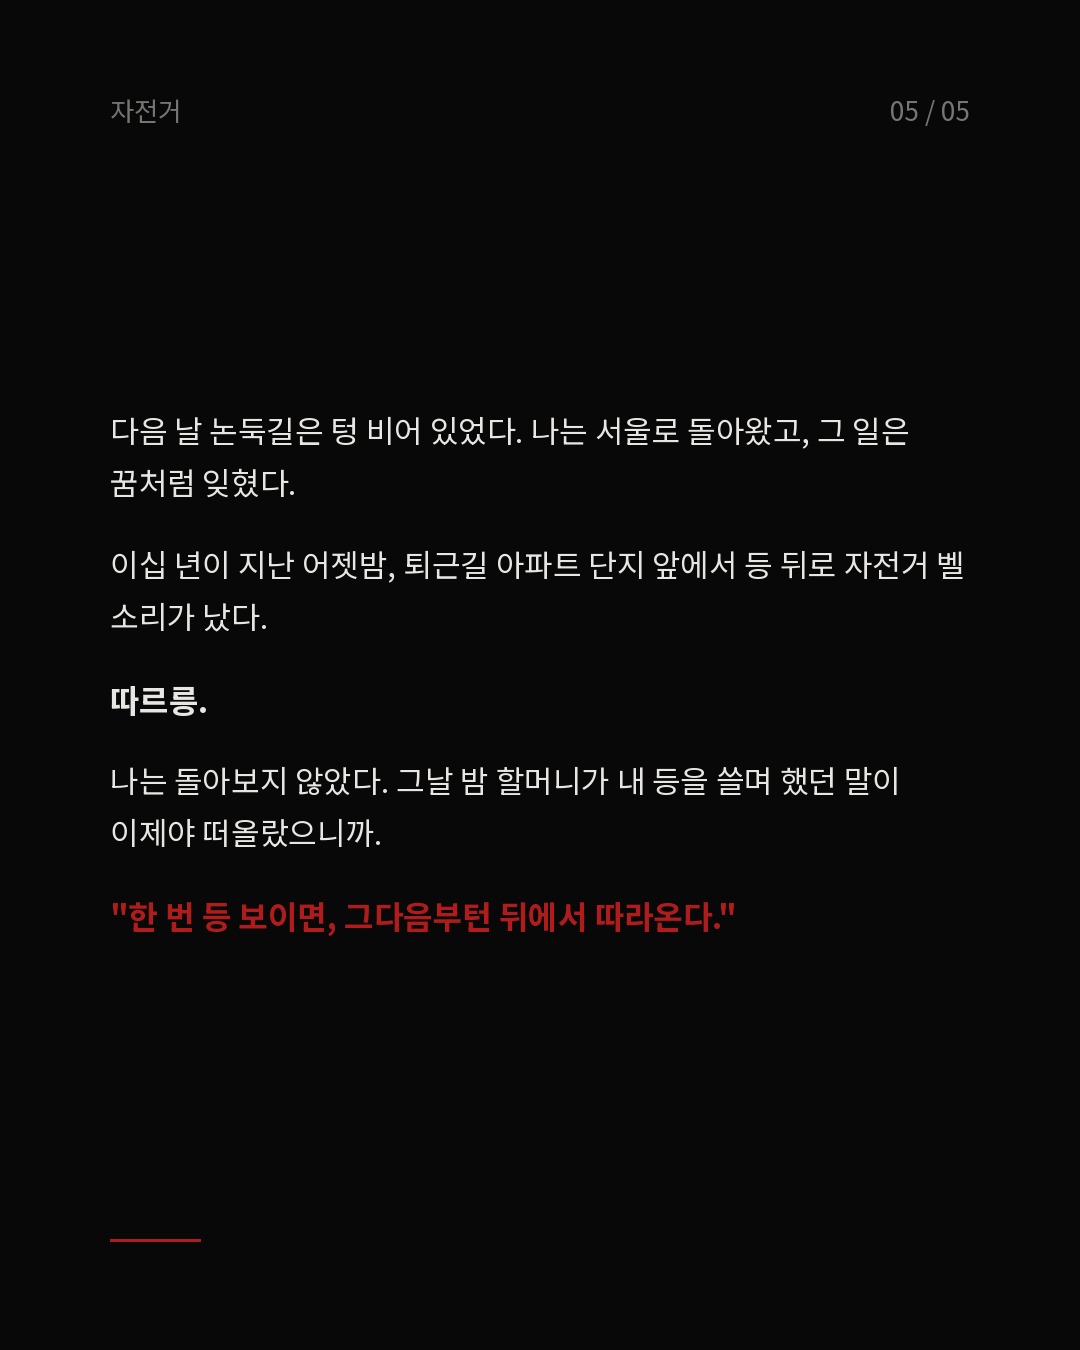 자전거
05 / 05
다음 날 논둑길은 텅 비어 있었다. 나는 서울로 돌아왔고, 그 일은
꿈처럼 잊혔다.
이십 년이 지난 어젯밤, 퇴근길 아파트 단지 앞에서 등 뒤로 자전거 벨
소리가 났다.
따르릉.
나는 돌아보지 않았다. 그날 밤 할머니가 내 등을 쓸며 했던 말이
이제야 떠올랐으니까.
"한 번 등 보이면, 그다음부턴 뒤에서 따라온다."